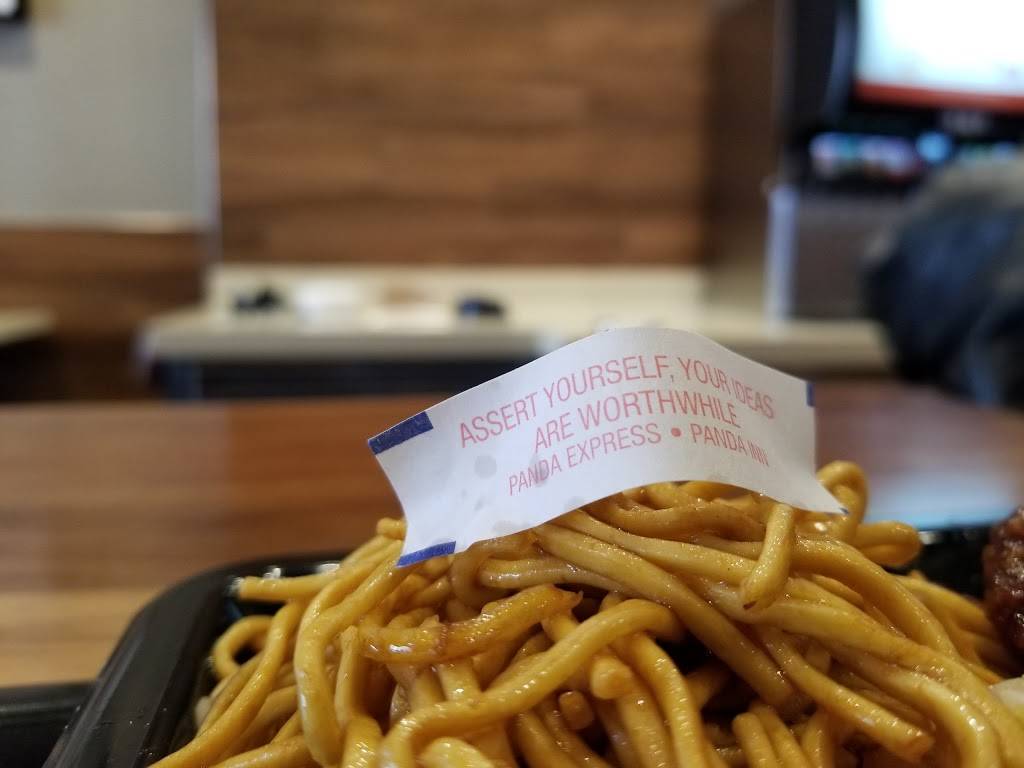 ASSERT YOURSELF, YOUR IDEAS
ARE WORTHWHILE
PANDA EXPRESS • PANDA INN